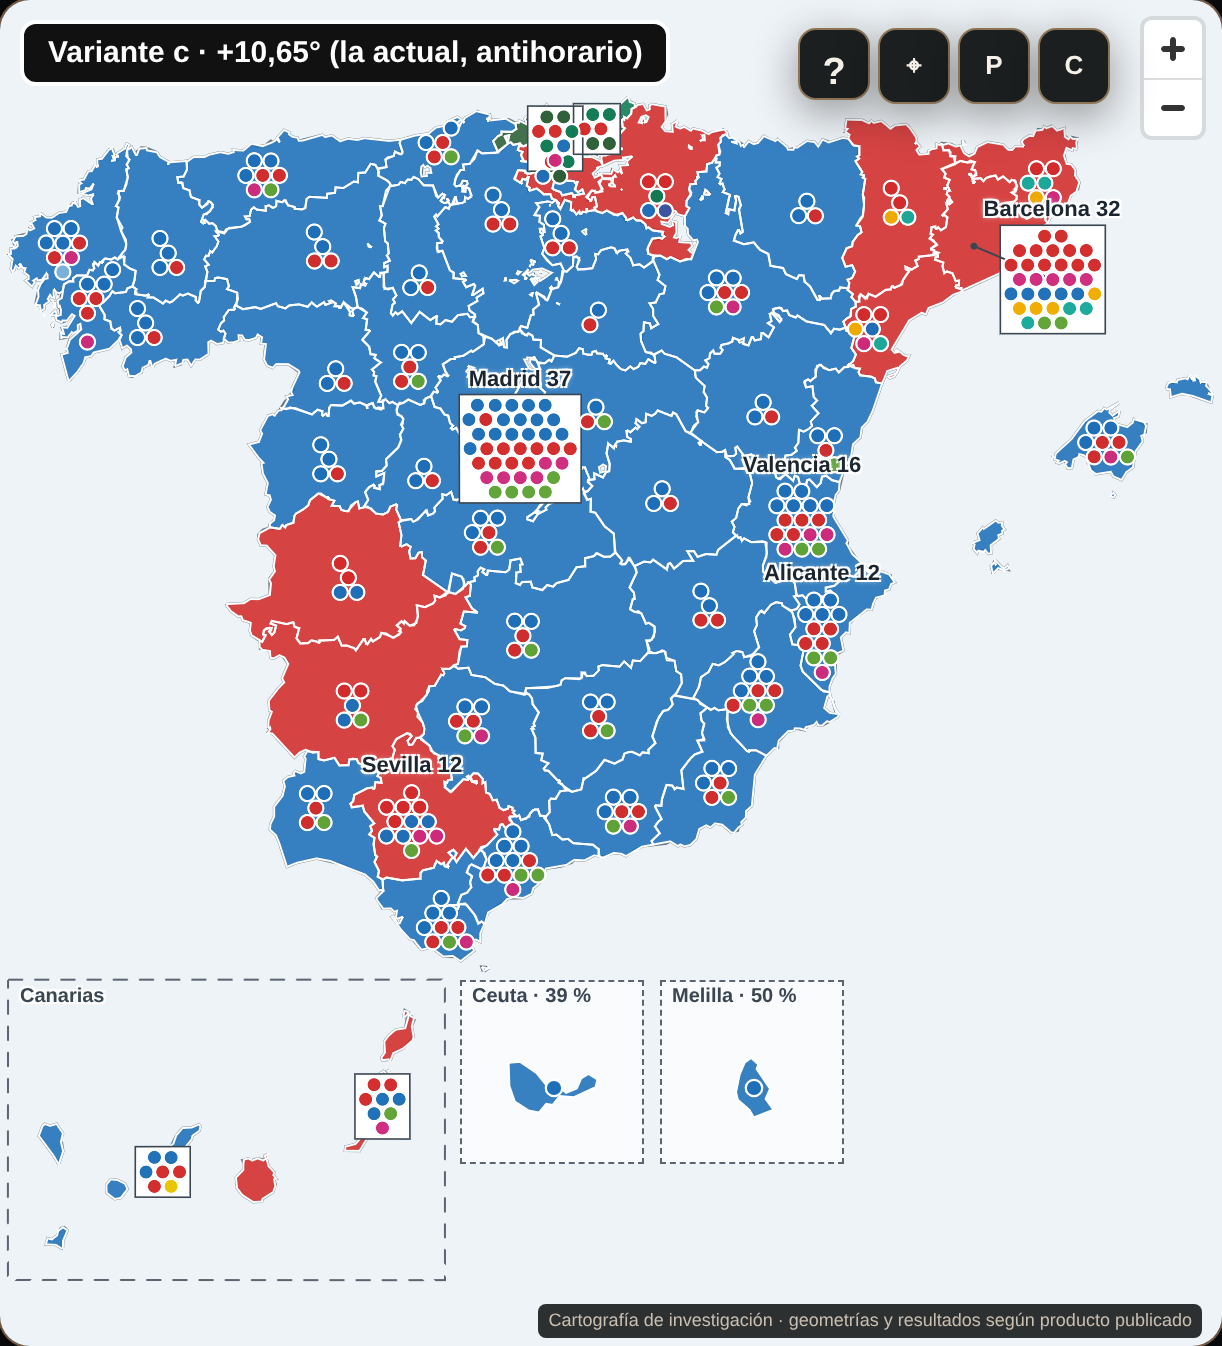 Variante c · +10,65° (la actual, antihorario)
? ⌖ P C
+
−
Barcelona 32
Madrid 37
Valencia 16
Alicante 12
Sevilla 12
Canarias
Ceuta · 39 %
Melilla · 50 %
Cartografía de investigación · geometrías y resultados según producto publicado